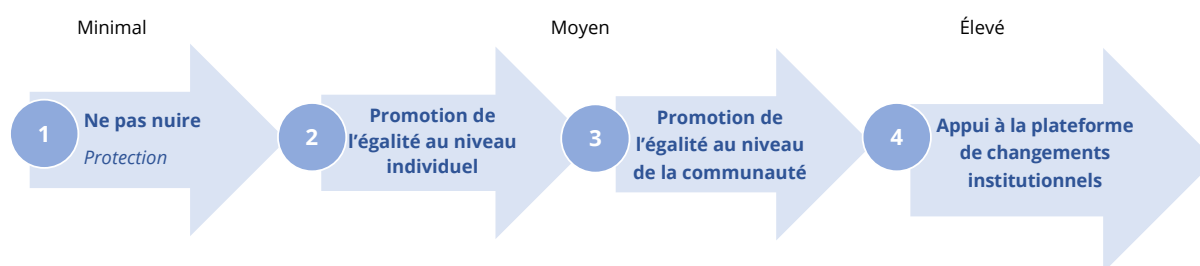 Minimal
Moyen
Élevé
1
Ne pas nuire
Protection
2
Promotion de
l'égalité au niveau
individuel
3
Promotion de
l'égalité au niveau
de la communauté
4
Appui à la plateforme
de changements
institutionnels